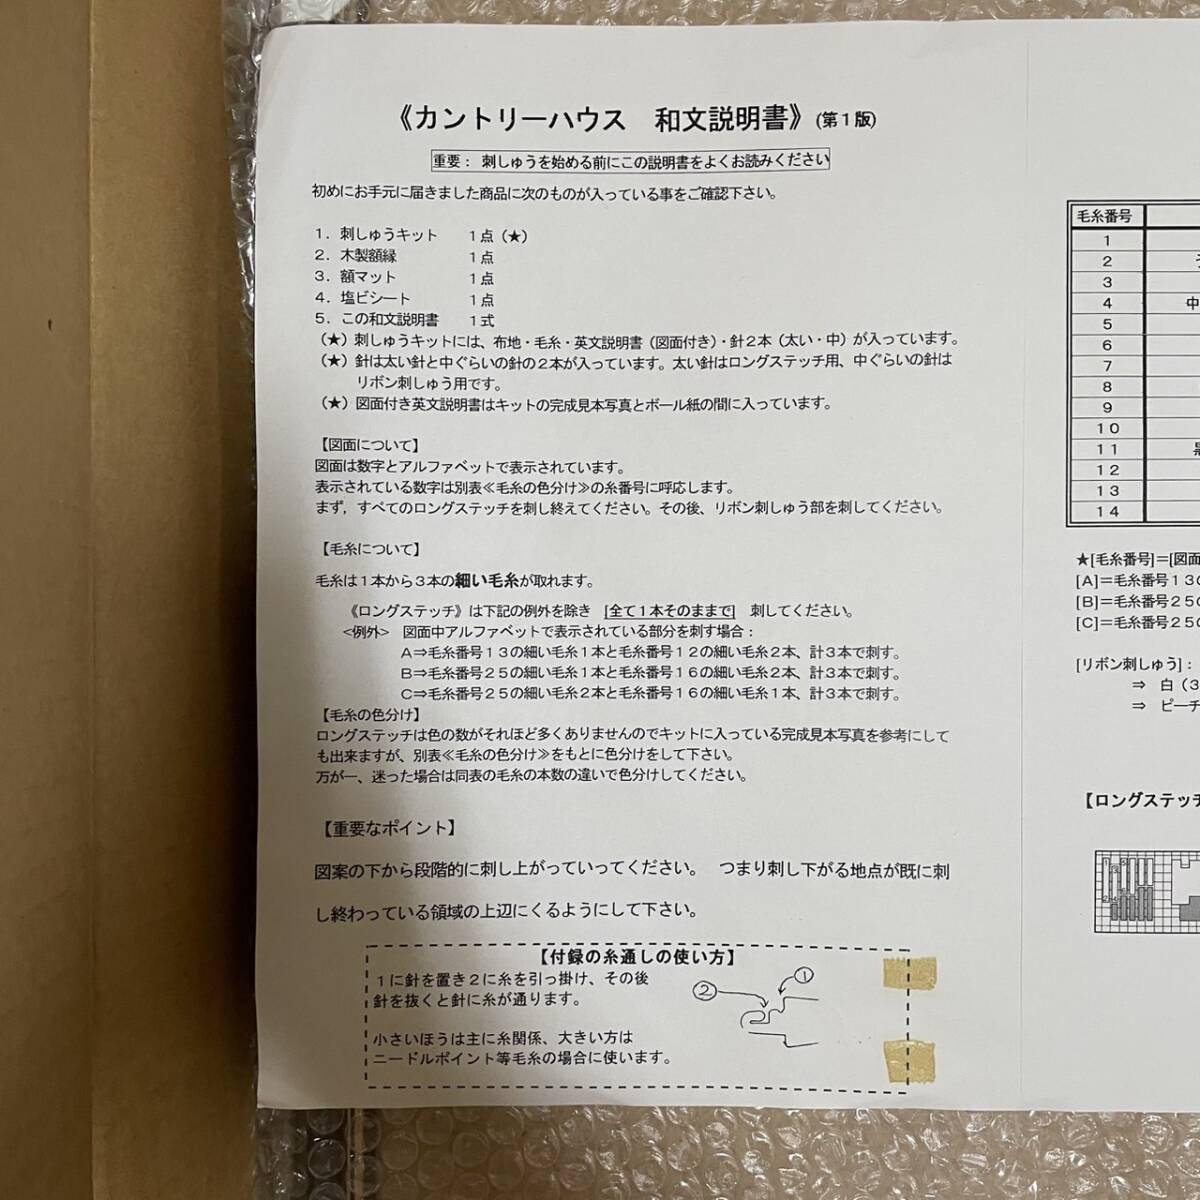 《カントリーハウス　和文説明書》(第１版)
重要： 刺しゅうを始める前にこの説明書をよくお読みください
初めにお手元に届きました商品に次のものが入っている事をご確認下さい。
１．刺しゅうキット　１点（★）
２．木製額縁　１点
３．額マット　１点
４．塩ビシート　１点
５．この和文説明書　１式
（★）刺しゅうキットには、布地・毛糸・英文説明書（図面付き）・針２本（太い・中）が入っています。
（★）針は太い針と中ぐらいの針の２本が入っています。太い針はロングステッチ用、中ぐらいの針は
リボン刺しゅう用です。
（★）図面付き英文説明書はキットの完成見本写真とボール紙の間に入っています。
【図面について】
図面は数字とアルファベットで表示されています。
表示されている数字は別表≪毛糸の色分け≫の糸番号に呼応します。
まず，すべてのロングステッチを刺し終えてください。その後、リボン刺しゅう部を刺してください。
【毛糸について】
毛糸は１本から３本の細い毛糸が取れます。
《ロングステッチ》は下記の例外を除き　[全て１本そのままで]　刺してください。
<例外>　図面中アルファベットで表示されている部分を刺す場合：
A⇒毛糸番号１３の細い毛糸１本と毛糸番号１２の細い毛糸２本、計３本で刺す。
B⇒毛糸番号２５の細い毛糸１本と毛糸番号１６の細い毛糸２本、計３本で刺す。
C⇒毛糸番号２５の細い毛糸２本と毛糸番号１６の細い毛糸１本、計３本で刺す。
【毛糸の色分け】
ロングステッチは色の数がそれほど多くありませんのでキットに入っている完成見本写真を参考にして
も出来ますが、別表≪毛糸の色分け≫をもとに色分けをして下さい。
万が一、迷った場合は同表の毛糸の本数の違いで色分けしてください。
【重要なポイント】
図案の下から段階的に刺し上がっていってください。　つまり刺し下がる地点が既に刺
し終わっている領域の上辺にくるようにして下さい。
【付録の糸通しの使い方】
１に針を置き２に糸を引っ掛け、その後
針を抜くと針に糸が通ります。
① ②
小さいほうは主に糸関係、大きい方は
ニードルポイント等毛糸の場合に使います。
毛糸番号
１
２
３
４　中
５
６
７
８
９
１０
１１
１２
１３
１４
★[毛糸番号]＝[図面
[A]＝毛糸番号１３の
[B]＝毛糸番号２５の
[C]＝毛糸番号２５の
[リボン刺しゅう]：
⇒　白（３
⇒　ピーチ
【ロングステッチ